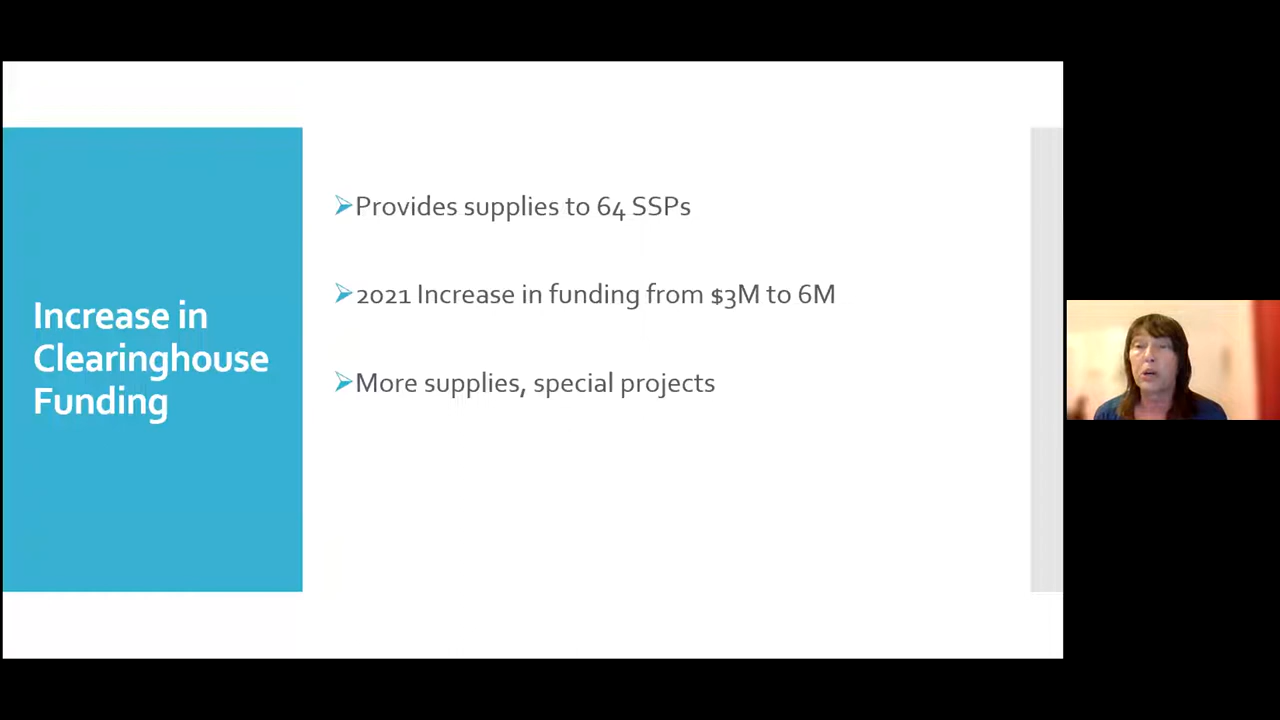 Increase in
Clearinghouse
Funding
Provides supplies to 64 SSPs
2021 Increase in funding from $3M to 6M
More supplies, special projects